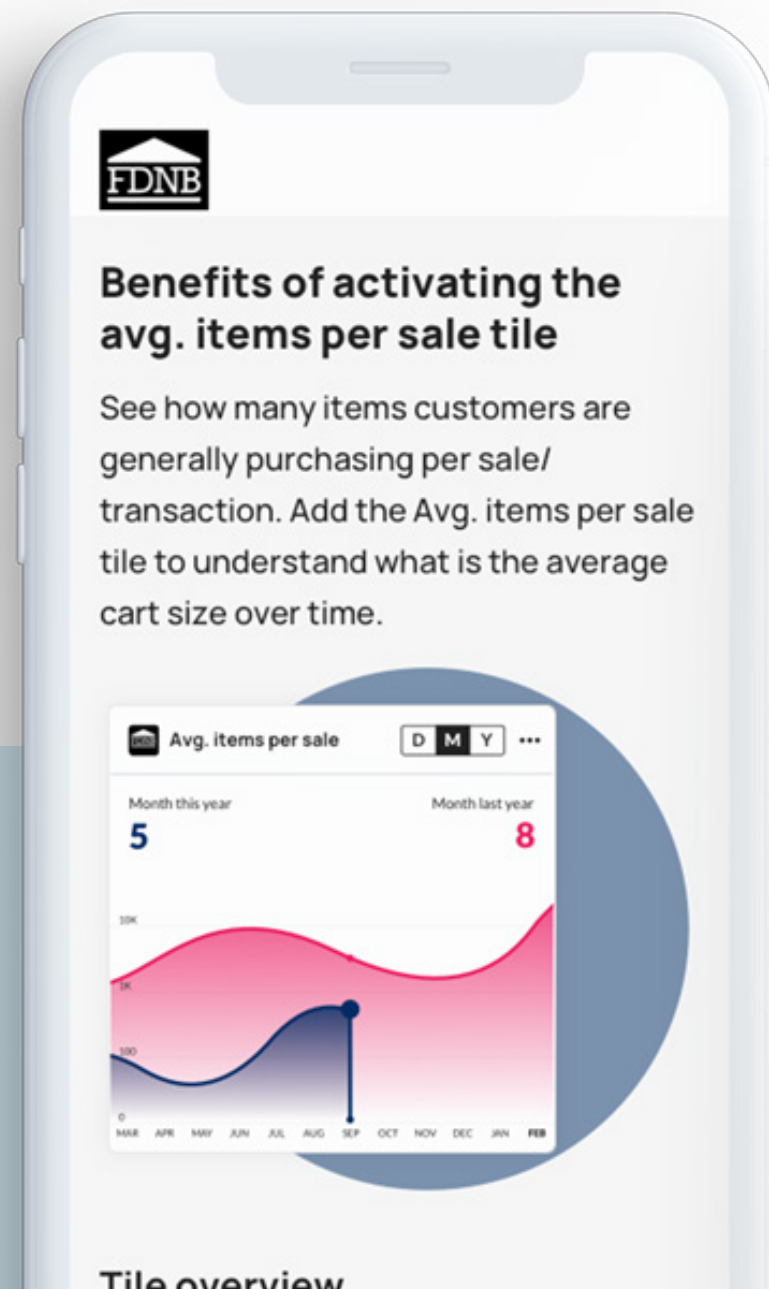 FDNB
Benefits of activating the
avg. items per sale tile
See how many items customers are
generally purchasing per sale/
transaction. Add the Avg. items per sale
tile to understand what is the average
cart size over time.
Avg. items per sale D M Y
Month this year Month last year
5 8
10K
1K
100
0
MAR APR MAY JUN JUL AUG SEP OCT NOV DEC JAN FEB
Tile overview